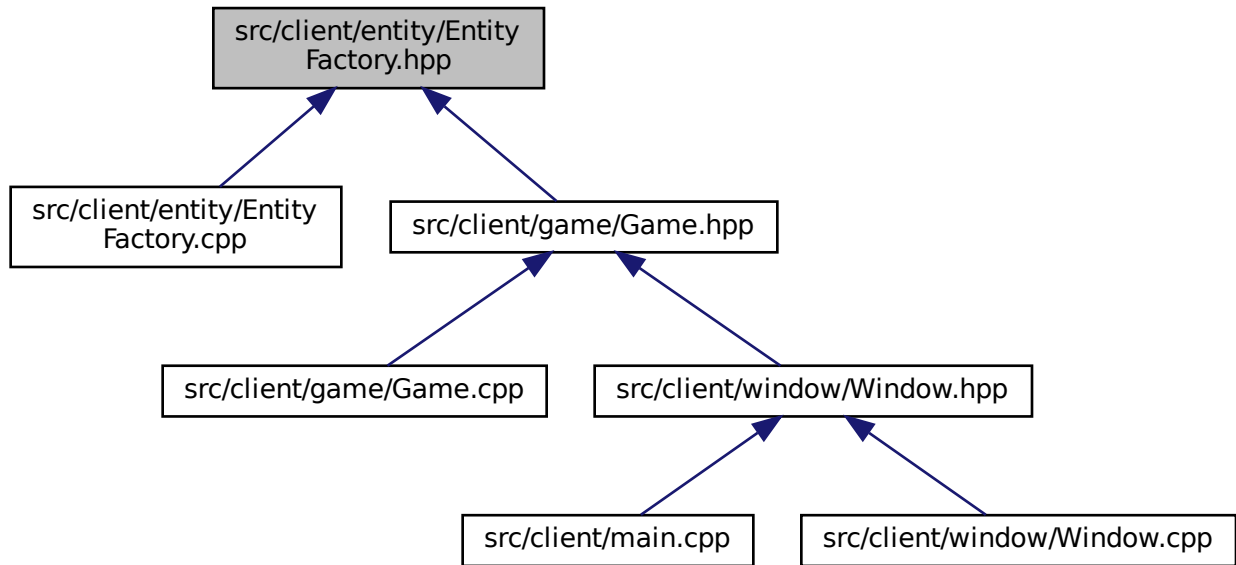 src/client/entity/Entity
Factory.hpp
src/client/entity/Entity
Factory.cpp
src/client/game/Game.hpp
src/client/game/Game.cpp
src/client/window/Window.hpp
src/client/main.cpp
src/client/window/Window.cpp